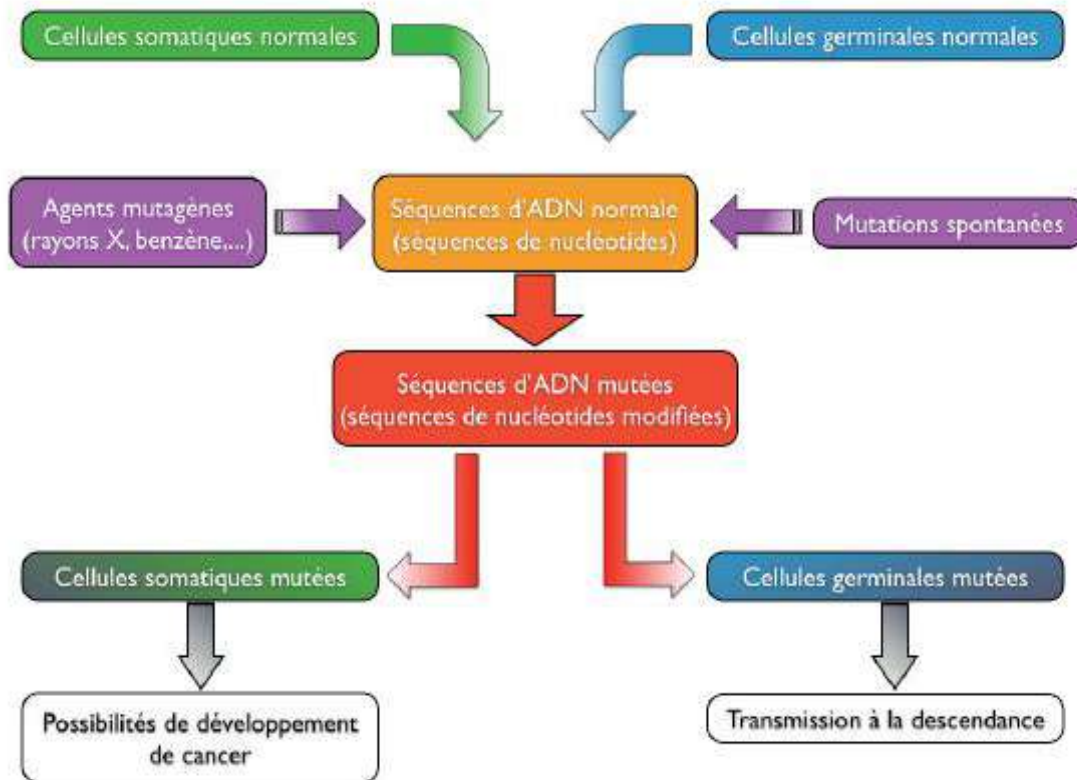 Cellules somatiques normales
Cellules germinales normales
Agents mutagènes
(rayons X, benzène,...)
Séquences d'ADN normale
(séquences de nucléotides)
Mutations spontanées
Séquences d'ADN mutées
(séquences de nucléotides modifiées)
Cellules somatiques mutées
Cellules germinales mutées
Possibilités de développement
de cancer
Transmission à la descendance